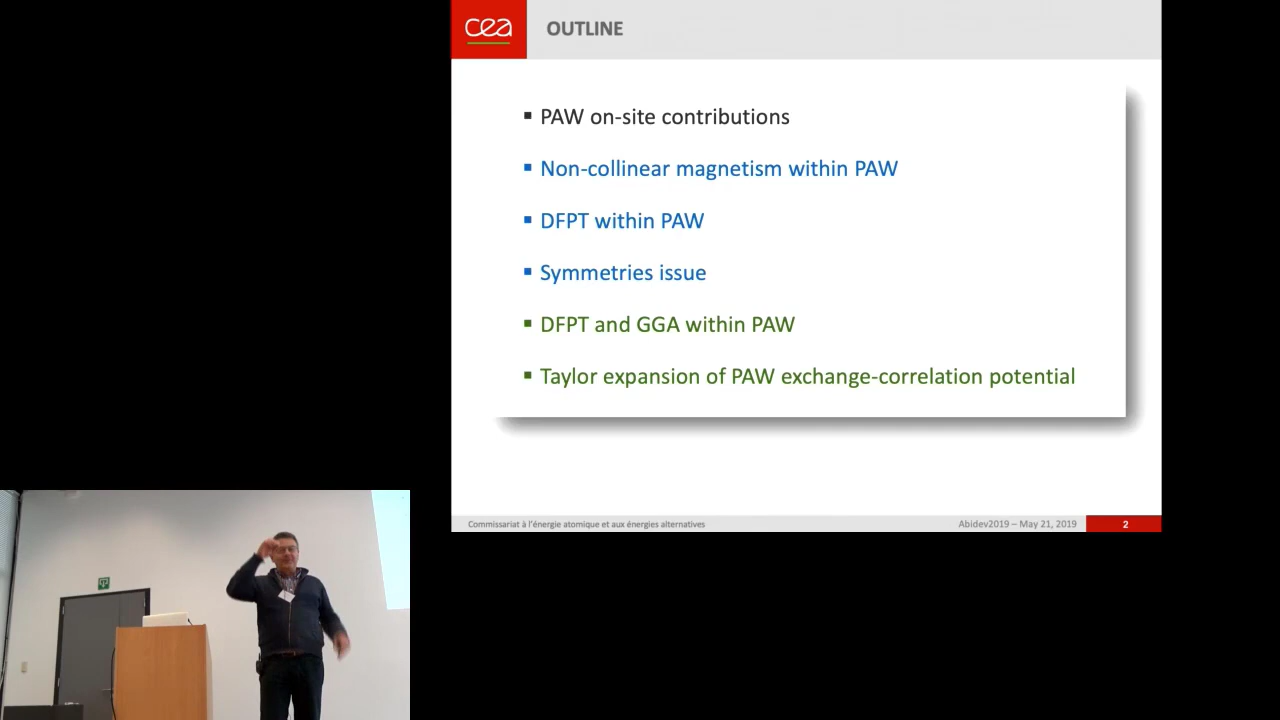 cea
OUTLINE
▪ PAW on-site contributions
▪ Non-collinear magnetism within PAW
▪ DFPT within PAW
▪ Symmetries issue
▪ DFPT and GGA within PAW
▪ Taylor expansion of PAW exchange-correlation potential
Commissariat à l'énergie atomique et aux énergies alternatives
Abidev2019 – May 21, 2019
2